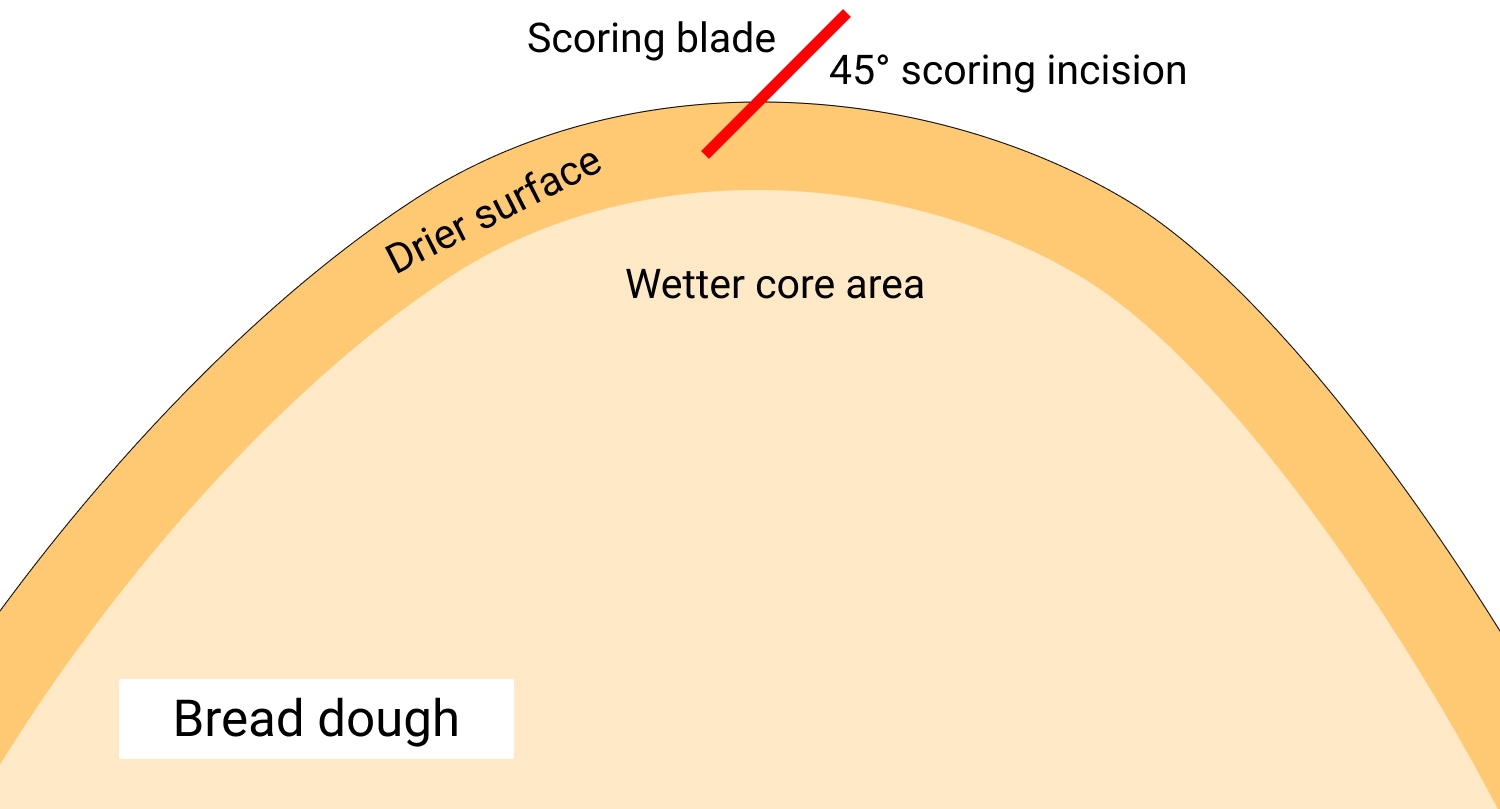 Scoring blade
45° scoring incision
Drier surface
Wetter core area
Bread dough